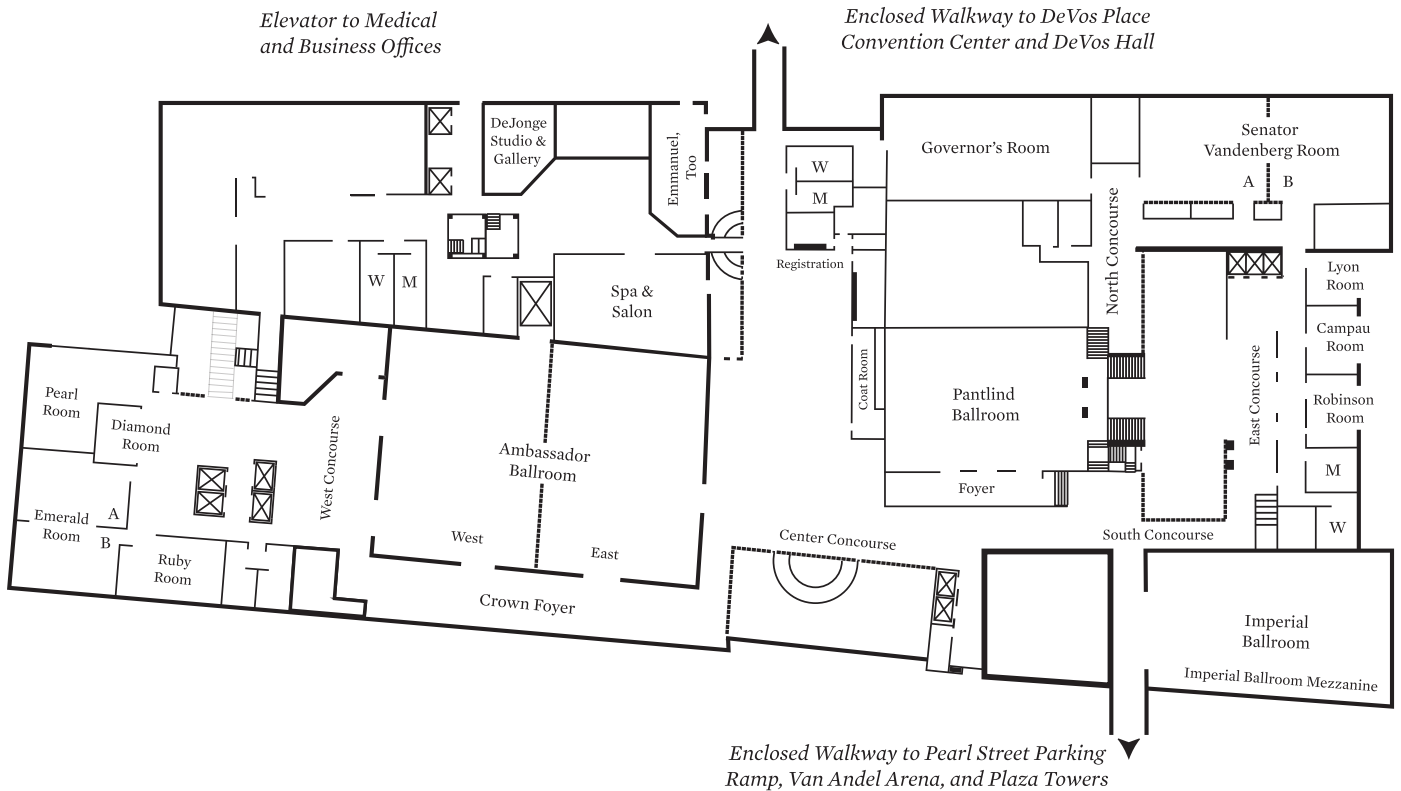 Elevator to Medical
and Business Offices
Enclosed Walkway to DeVos Place
Convention Center and DeVos Hall
DeJonge
Studio &
Gallery
Emmanuel,
Too
W
M
Registration
Governor's Room
Senator
Vandenberg Room
A
B
North Concourse
W
M
Spa &
Salon
Lyon
Room
Campau
Room
Robinson
Room
M
W
East Concourse
Coat Room
Pantlind
Ballroom
Foyer
South Concourse
Pearl
Room
Diamond
Room
West Concourse
Ambassador
Ballroom
West
East
Emerald
Room
A
B
Ruby
Room
Crown Foyer
Center Concourse
Imperial
Ballroom
Imperial Ballroom Mezzanine
Enclosed Walkway to Pearl Street Parking
Ramp, Van Andel Arena, and Plaza Towers